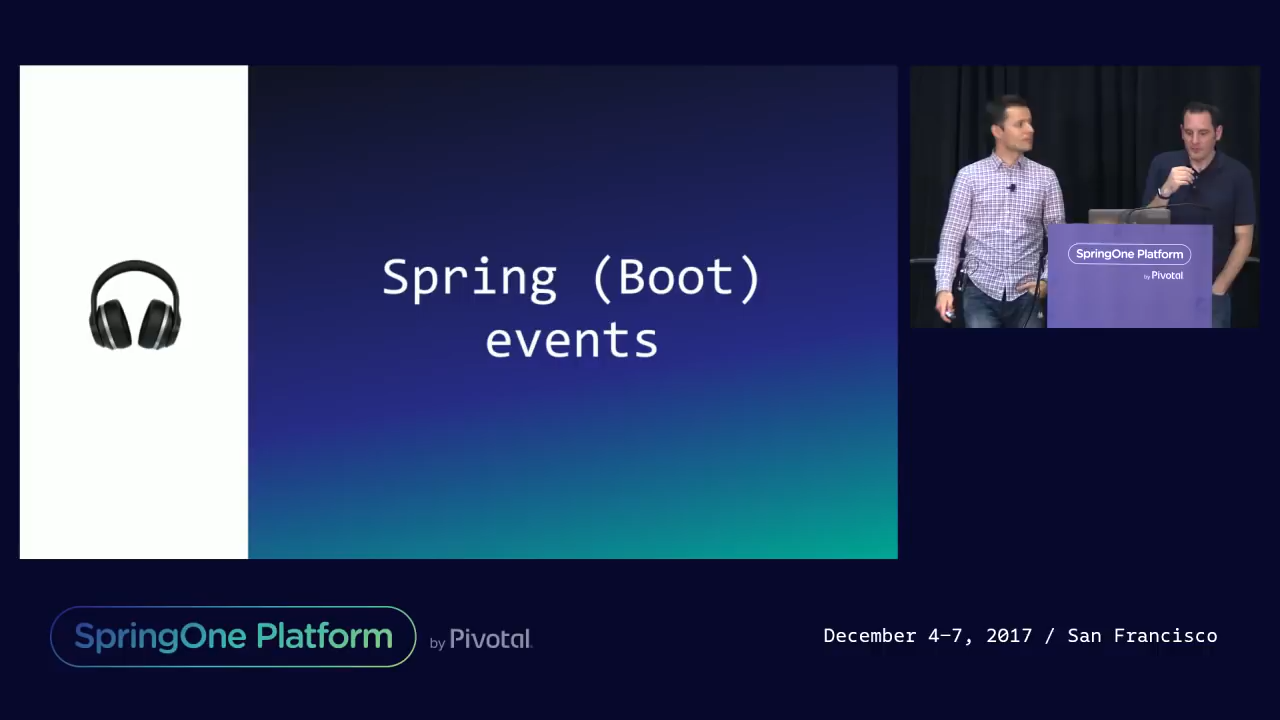 Spring (Boot)
events
SpringOne Platform
by Pivotal
SpringOne Platform
by Pivotal.
December 4–7, 2017 / San Francisco